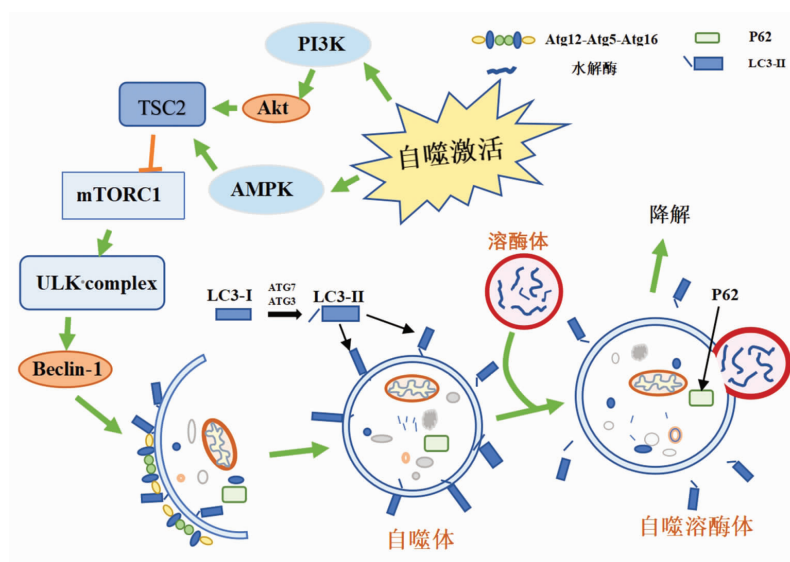 PI3K
Atg12-Atg5-Atg16
P62
水解酶
LC3-II
TSC2
Akt
自噬激活
AMPK
mTORC1
降解
溶酶体
ULK·complex
LC3-I
ATG7
ATG3
LC3-II
P62
Beclin-1
自噬体
自噬溶酶体